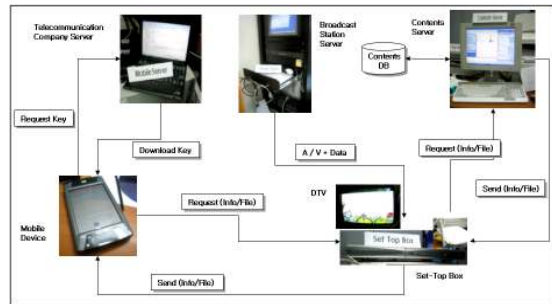 Telecommunication
Company Server
Mobile Server
Broadcast
Station Server
Contents
Server
Contents
DB
Request Key
Download Key
A / V + Data
Request (Info/File)
Send (Info/File)
DTV
Request (Info/File)
Set Top Box
Mobile
Device
Send (Info/File)
Set-Top Box